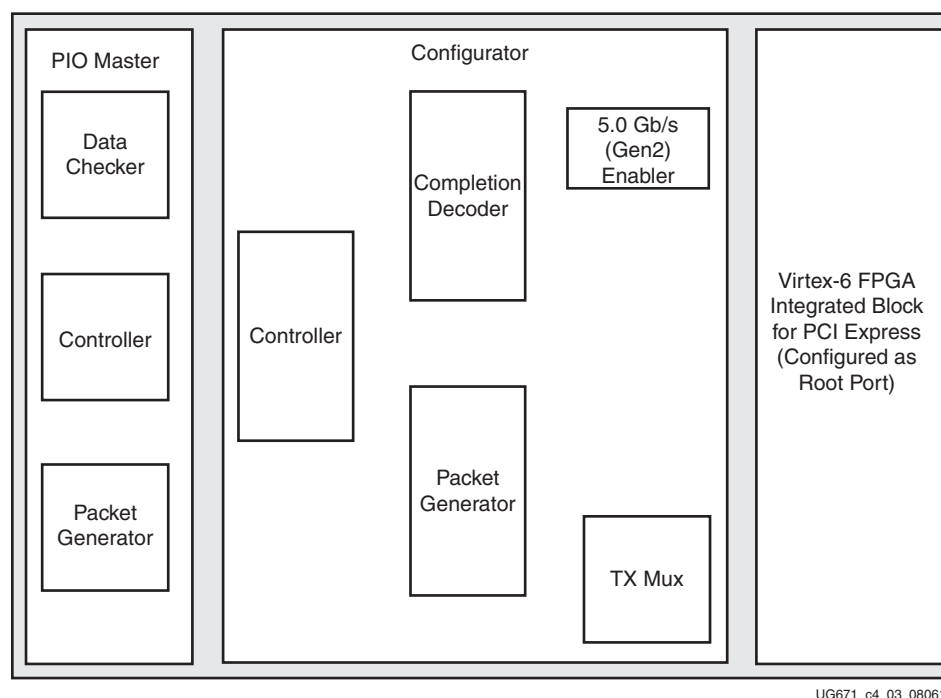 PIO Master
Data
Checker
Controller
Packet
Generator
Configurator
Controller
Completion
Decoder
Packet
Generator
5.0 Gb/s
(Gen2)
Enabler
TX Mux
Virtex-6 FPGA
Integrated Block
for PCI Express
(Configured as
Root Port)
UG671_c4_03_08061